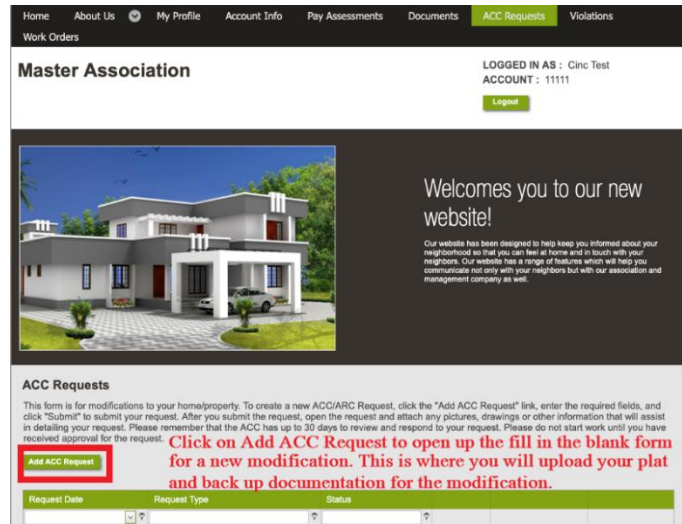 Home About Us My Profile Account Info Pay Assessments Documents ACC Requests Violations
Work Orders
Master Association
LOGGED IN AS : Cinc Test
ACCOUNT : 11111
Logout
Welcomes you to our new
website!
Our website has been designed to help keep you informed about your
neighborhood so that you can feel at home and in touch with your
neighbors. Our website has a range of features which will help you
communicate not only with your neighbors but with our association and
management company as well.
ACC Requests
This form is for modifications to your home/property. To create a new ACC/ARC Request, click the "Add ACC Request" link, enter the required fields, and
click "Submit" to submit your request. After you submit the request, open the request and attach any pictures, drawings or other information that will assist
in detailing your request. Please remember that the ACC has up to 30 days to review and respond to your request. Please do not start work until you have
received approval for the request.
Click on Add ACC Request to open up the fill in the blank form
for a new modification. This is where you will upload your plat
and back up documentation for the modification.
Add ACC Request
Request Date Request Type Status